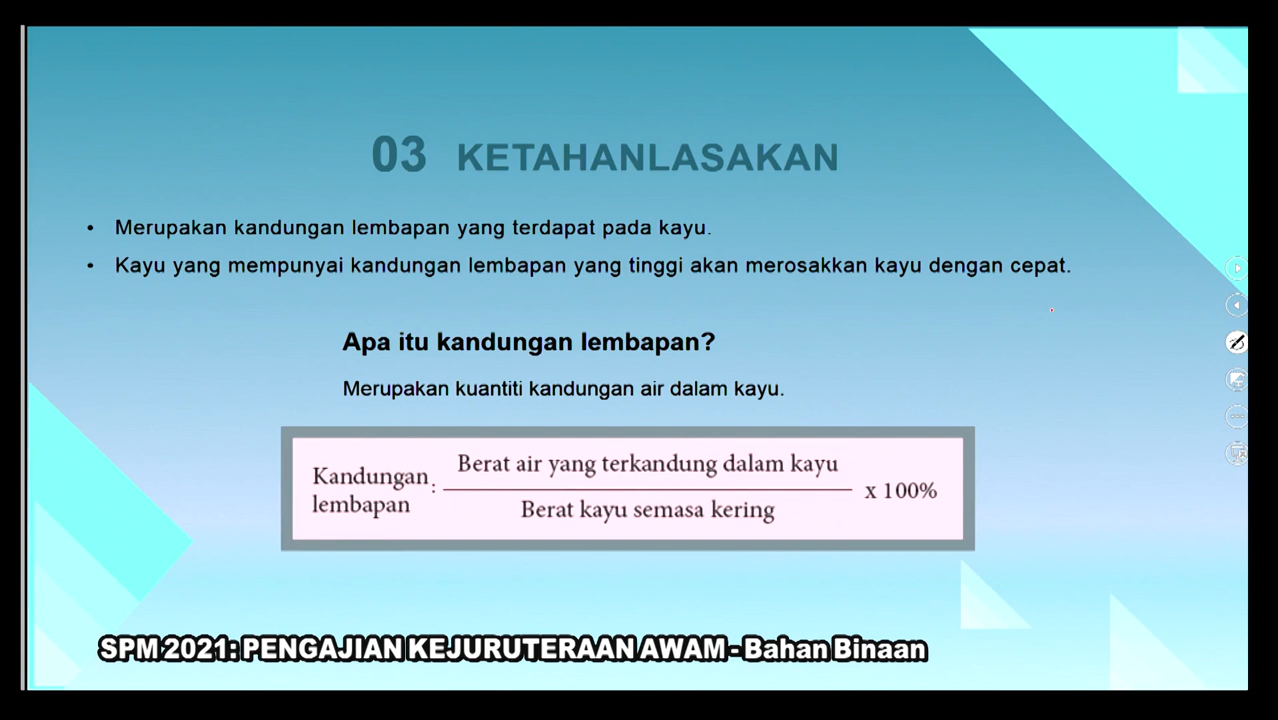 03 KETAHANLASAKAN
• Merupakan kandungan lembapan yang terdapat pada kayu.
• Kayu yang mempunyai kandungan lembapan yang tinggi akan merosakkan kayu dengan cepat.
Apa itu kandungan lembapan?
Merupakan kuantiti kandungan air dalam kayu.
Kandungan lembapan :
Berat air yang terkandung dalam kayu
Berat kayu semasa kering
x 100%
SPM 2021: PENGAJIAN KEJURUTERAAN AWAM - Bahan Binaan